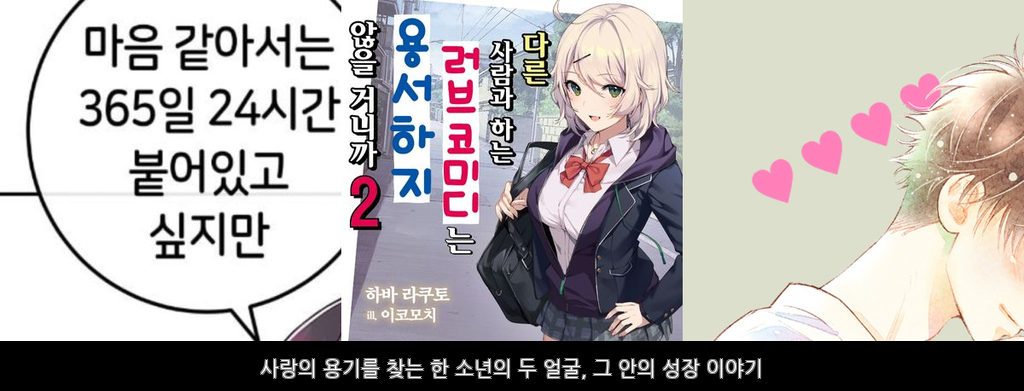 마음 같아서는
365일 24시간
붙어있고
싶지만
다른
사람과 하는
러브코미디는
용서하지
않을 거니까
2
하바 라쿠토
ill. 이코모치
사랑의 용기를 찾는 한 소년의 두 얼굴, 그 안의 성장 이야기